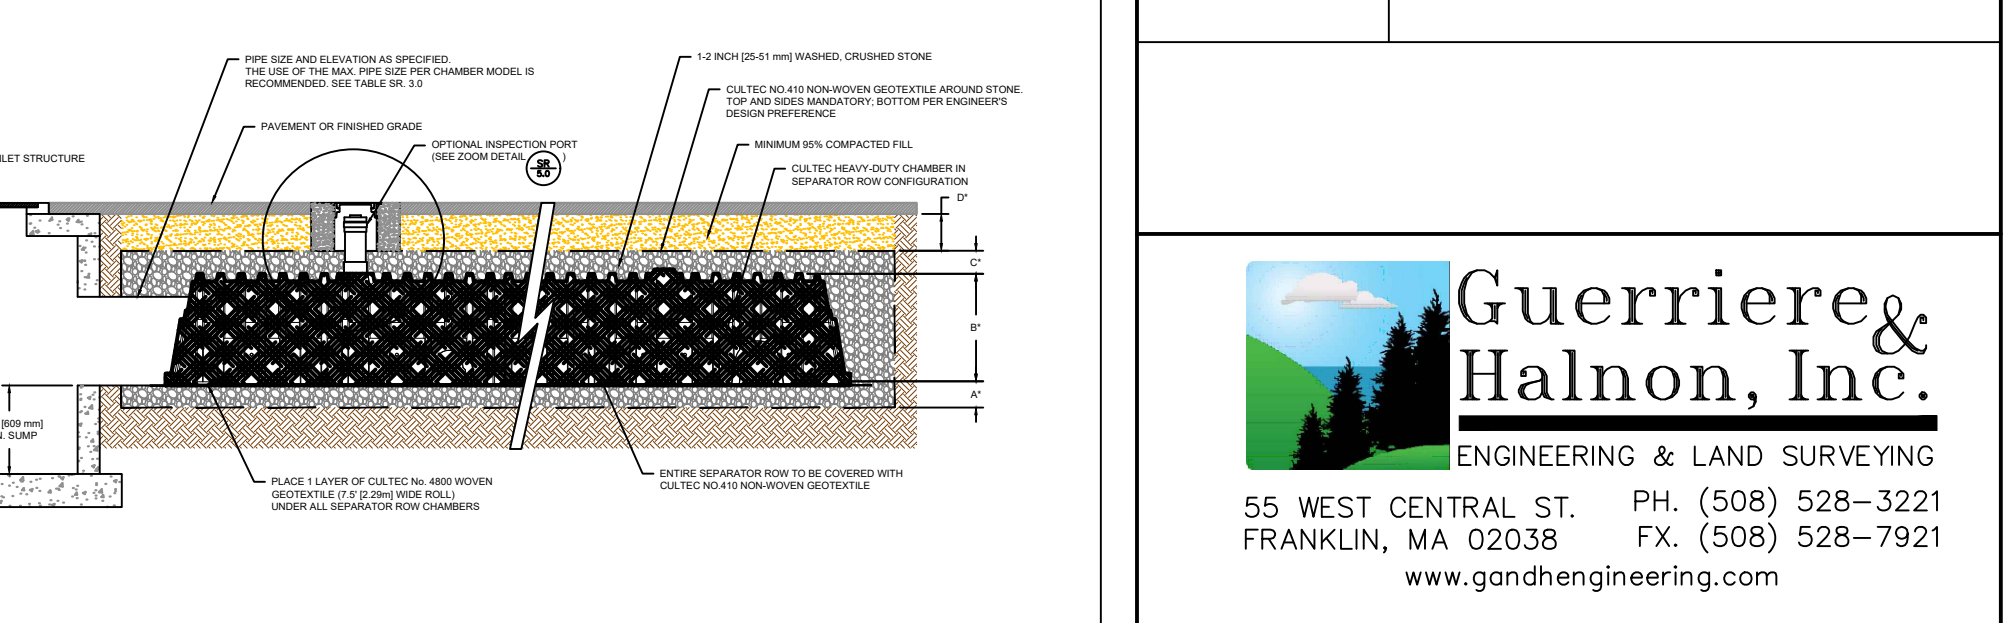 PIPE SIZE AND ELEVATION AS SPECIFIED.
THE USE OF THE MAX. PIPE SIZE PER CHAMBER MODEL IS
RECOMMENDED. SEE TABLE SR. 3.0
PAVEMENT OR FINISHED GRADE
OPTIONAL INSPECTION PORT
(SEE ZOOM DETAIL )
SR
5.0
1-2 INCH [25-51 mm] WASHED, CRUSHED STONE
CULTEC NO.410 NON-WOVEN GEOTEXTILE AROUND STONE.
TOP AND SIDES MANDATORY; BOTTOM PER ENGINEER'S
DESIGN PREFERENCE
MINIMUM 95% COMPACTED FILL
CULTEC HEAVY-DUTY CHAMBER IN
SEPARATOR ROW CONFIGURATION
STRUCTURE
D*
C*
B*
A*
[609 mm]
SUMP
PLACE 1 LAYER OF CULTEC No. 4800 WOVEN
GEOTEXTILE (7.5' [2.29m] WIDE ROLL)
UNDER ALL SEPARATOR ROW CHAMBERS
ENTIRE SEPARATOR ROW TO BE COVERED WITH
CULTEC NO.410 NON-WOVEN GEOTEXTILE
Guerriere &
Halnon, Inc.
ENGINEERING & LAND SURVEYING
55 WEST CENTRAL ST.
FRANKLIN, MA 02038
PH. (508) 528-3221
FX. (508) 528-7921
www.gandhengineering.com